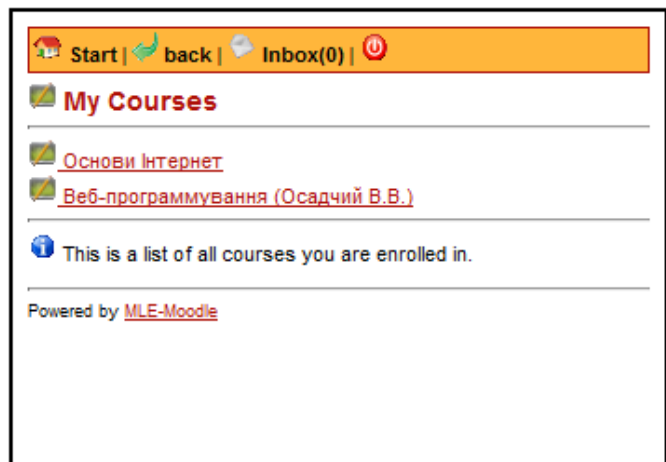 Start | back | Inbox(0) |
My Courses
Основи Інтернет
Веб-программування (Осадчий В.В.)
This is a list of all courses you are enrolled in.
Powered by MLE-Moodle